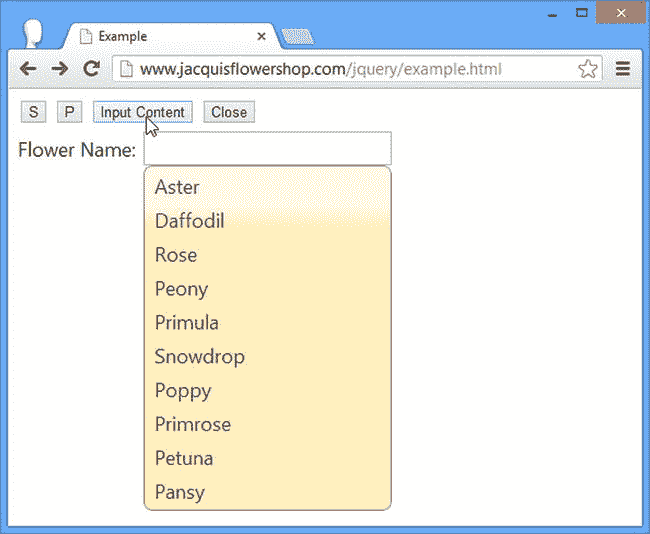 Example
www.jacquisflowershop.com/jquery/example.html
S P Input Content Close
Flower Name:
Aster
Daffodil
Rose
Peony
Primula
Snowdrop
Poppy
Primrose
Petuna
Pansy